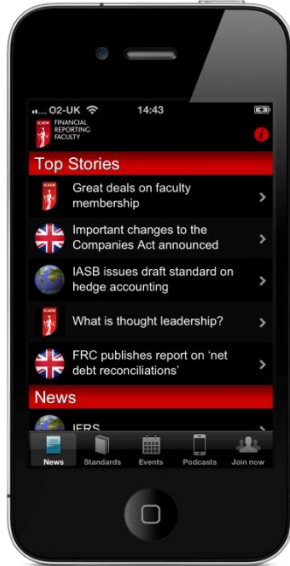 O2-UK 14:43
ICAEW
FINANCIAL
REPORTING
FACULTY
i
Top Stories
Great deals on faculty
membership
Important changes to the
Companies Act announced
IASB issues draft standard on
hedge accounting
What is thought leadership?
FRC publishes report on ‘net
debt reconciliations’
News
IFRS
News Standards Events Podcasts Join now